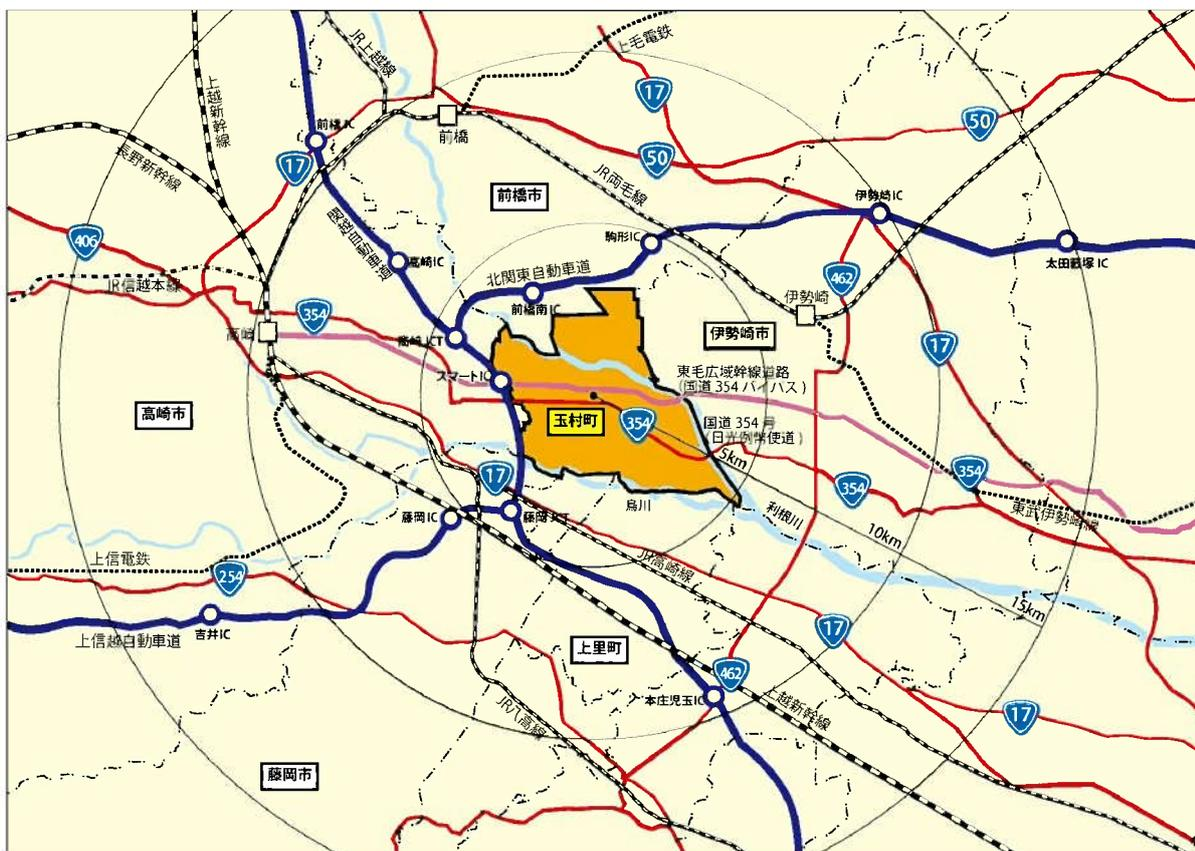 JR上越線
上毛電鉄
上越新幹線
17
50
前橋IC
前橋
長野新幹線
17
50
JR両毛線
前橋市
伊勢崎IC
406
関越自動車道
駒形IC
高崎IC
太田藪塚IC
北関東自動車道
462
JR信越本線
前橋南IC
伊勢崎
354
高崎
高崎JCT
伊勢崎市
17
スマートIC
東毛広域幹線道路
(国道354バイパス)
高崎市
玉村町
354
国道354号
(日光例幣使道)
5km
17
354
354
烏川
利根川
東武伊勢崎線
藤岡IC
藤岡JCT
10km
上信電鉄
JR高崎線
254
15km
吉井IC
上信越自動車道
17
上里町
462
本庄児玉IC
上越新幹線
JR八高線
17
藤岡市